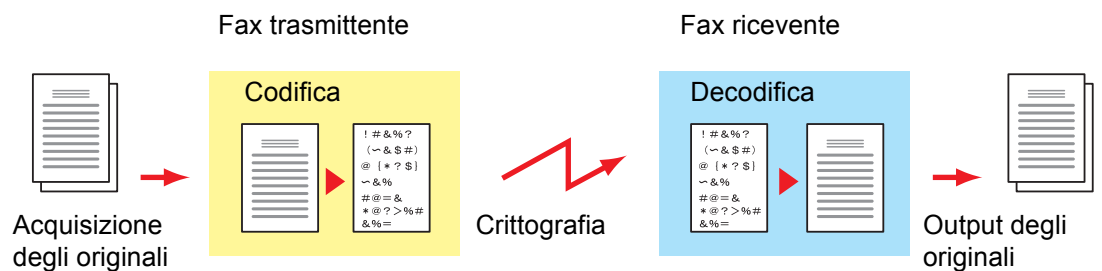 Fax trasmittente
Fax ricevente
Codifica
! # & % ?
( ∽ & $ # )
@ { * ? $ }
∽ & %
# @ = &
* @ ? > % #
& % =
Decodifica
! # & % ?
( ∽ & $ # )
@ { * ? $ }
∽ & %
# @ = &
* @ ? > % #
& % =
Acquisizione
degli originali
Crittografia
Output degli
originali